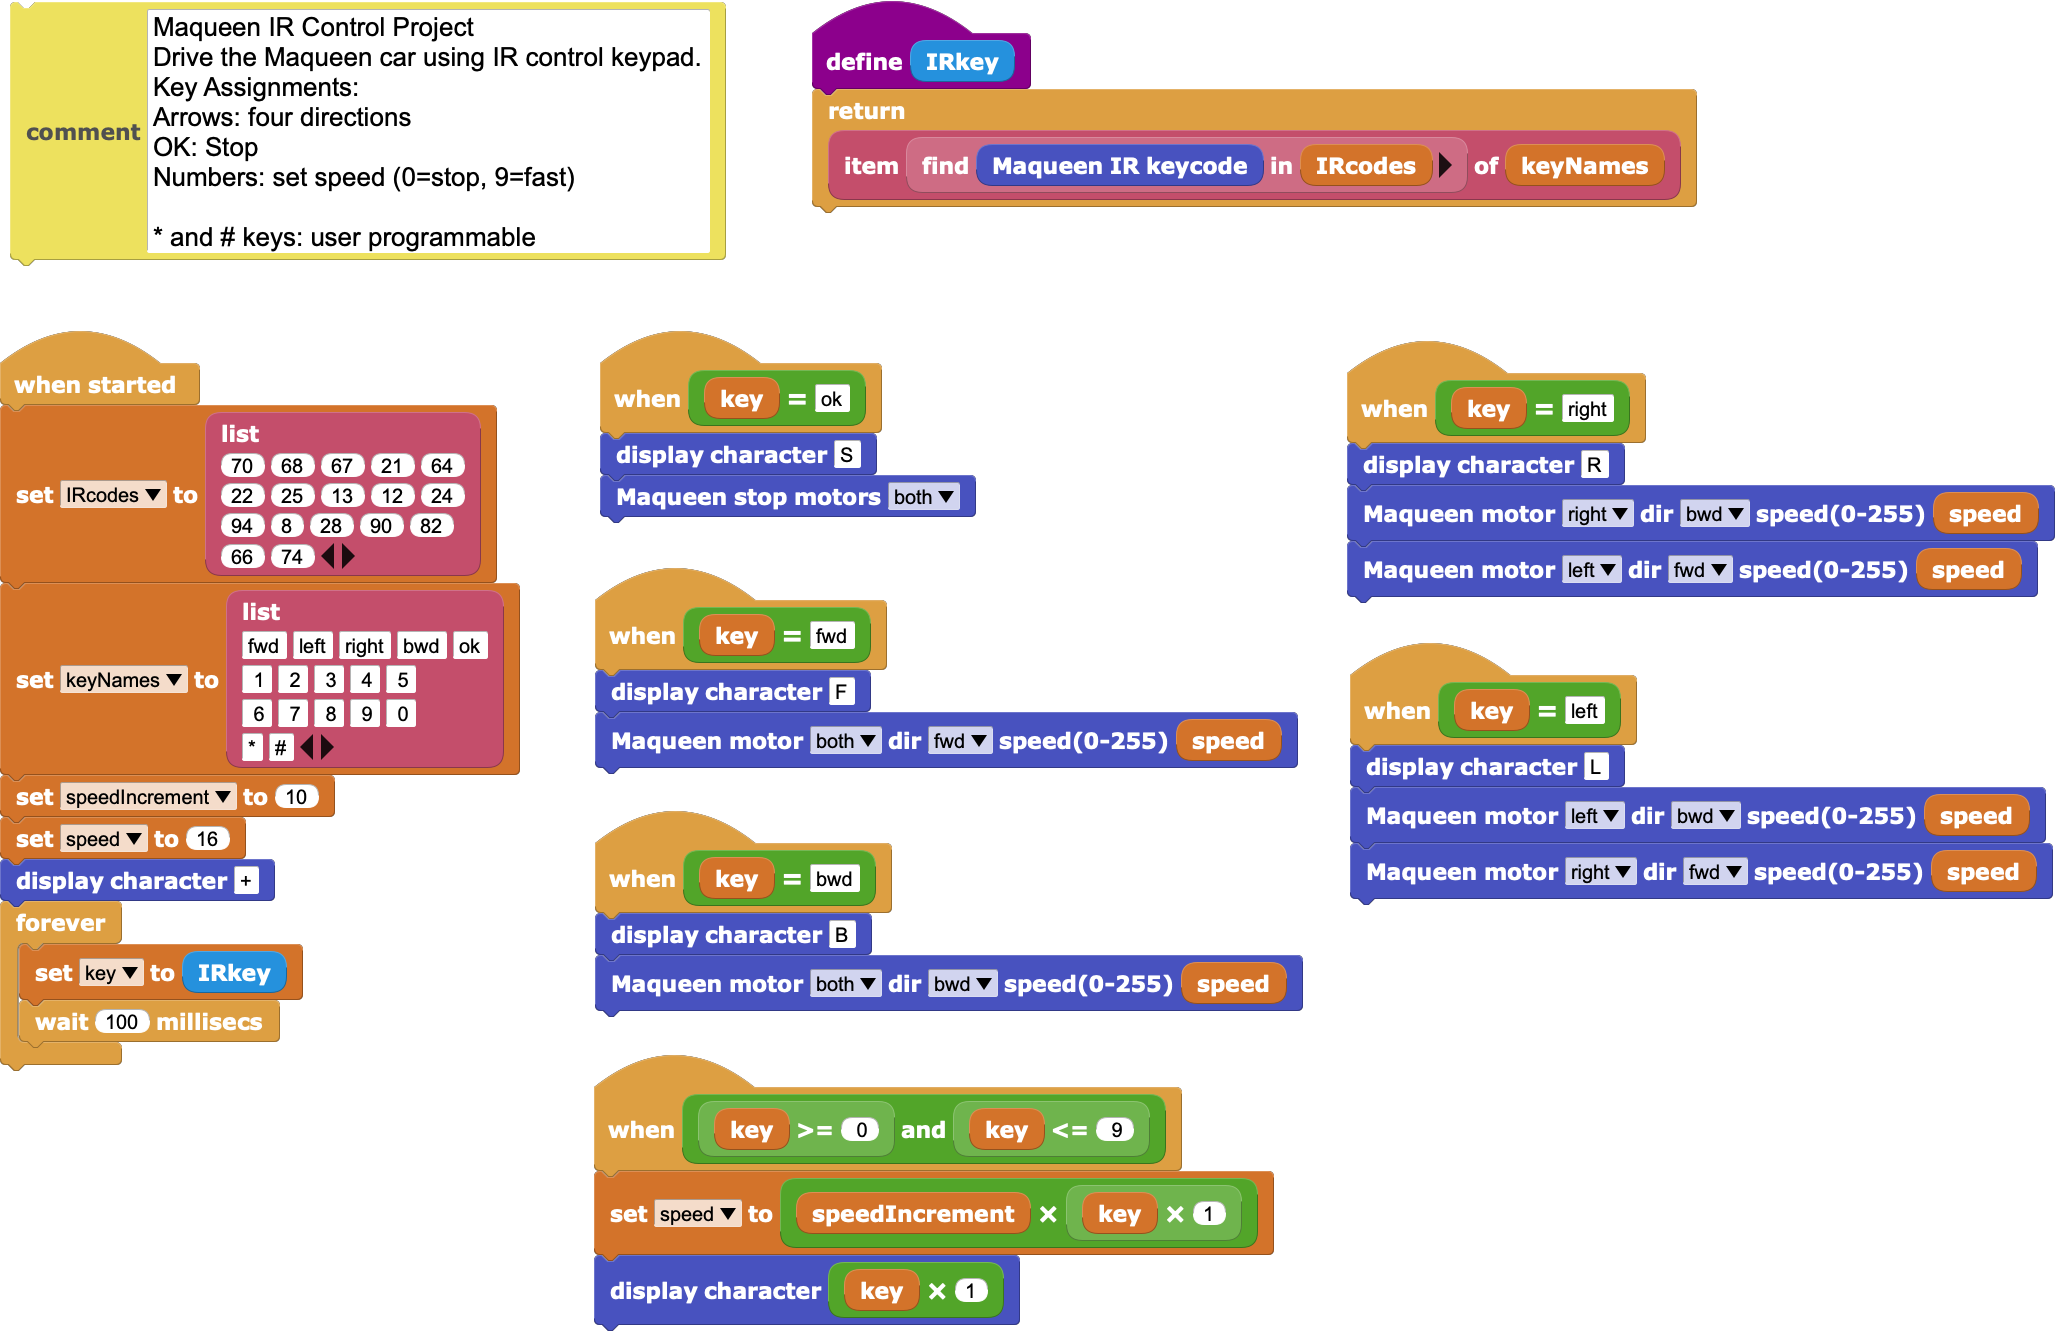 comment
Maqueen IR Control Project
Drive the Maqueen car using IR control keypad.
Key Assignments:
Arrows: four directions
OK: Stop
Numbers: set speed (0=stop, 9=fast)
* and # keys: user programmable
define IRkey
return
item find Maqueen IR keycode in IRcodes of keyNames
when started
set IRcodes to
list
70 68 67 21 64
22 25 13 12 24
94 8 28 90 82
66 74
set keyNames to
list
fwd left right bwd ok
1 2 3 4 5
6 7 8 9 0
* #
set speedIncrement to 10
set speed to 16
display character +
forever
set key to IRkey
wait 100 millisecs
when key = ok
display character S
Maqueen stop motors both
when key = fwd
display character F
Maqueen motor both dir fwd speed(0-255) speed
when key = bwd
display character B
Maqueen motor both dir bwd speed(0-255) speed
when key >= 0 and key <= 9
set speed to speedIncrement × key × 1
display character key × 1
when key = right
display character R
Maqueen motor right dir bwd speed(0-255) speed
Maqueen motor left dir fwd speed(0-255) speed
when key = left
display character L
Maqueen motor left dir bwd speed(0-255) speed
Maqueen motor right dir fwd speed(0-255) speed